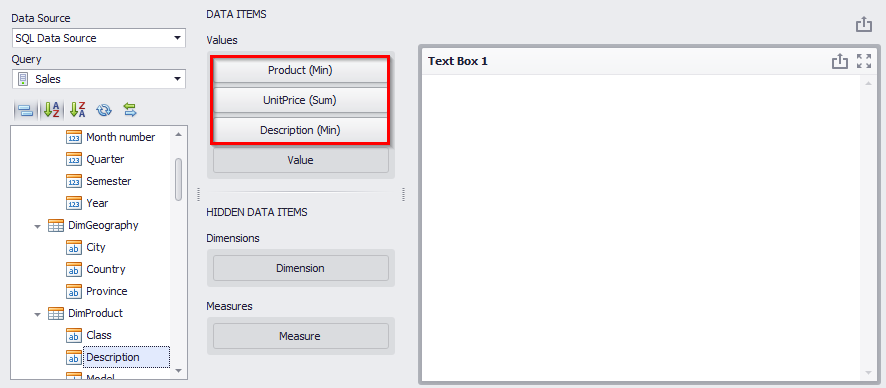 Data Source
SQL Data Source
Query
Sales
Month number
Quarter
Semester
Year
DimGeography
City
Country
Province
DimProduct
Class
Description
Model
DATA ITEMS
Values
Product (Min)
UnitPrice (Sum)
Description (Min)
Value
HIDDEN DATA ITEMS
Dimensions
Dimension
Measures
Measure
Text Box 1